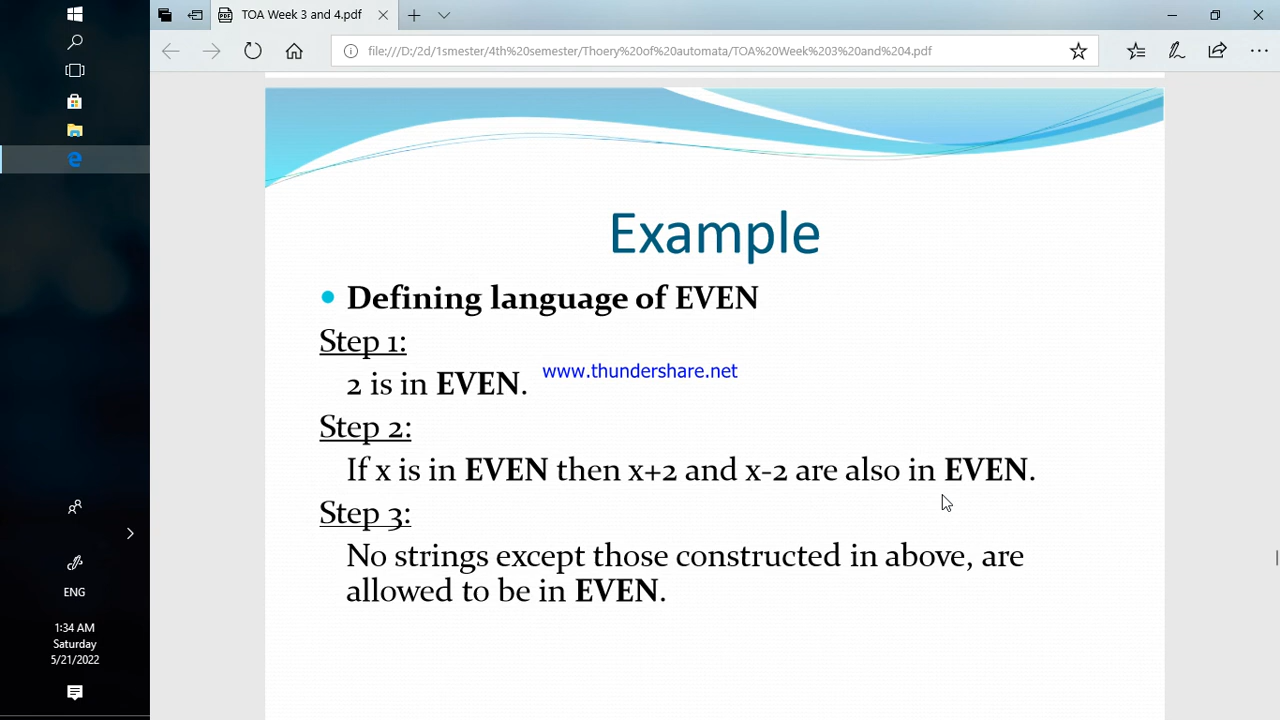 TOA Week 3 and 4.pdf
file:///D:/2d/1smester/4th%20semester/Thoery%20of%20automata/TOA%20Week%203%20and%204.pdf
Example
Defining language of EVEN
Step 1:
2 is in EVEN.
www.thundershare.net
Step 2:
If x is in EVEN then x+2 and x-2 are also in EVEN.
Step 3:
No strings except those constructed in above, are
allowed to be in EVEN.
ENG
1:34 AM
Saturday
5/21/2022